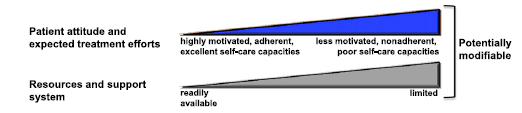 Patient attitude and
expected treatment efforts
highly motivated, adherent,
excellent self-care capacities
less motivated, nonadherent,
poor self-care capacities
Potentially
modifiable
Resources and support
system
readily
available
limited